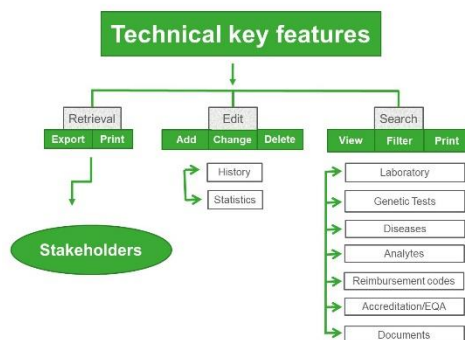 Technical key features
Retrieval
Export Print
Edit
Add Change Delete
Search
View Filter Print
Stakeholders
History
Statistics
Laboratory
Genetic Tests
Diseases
Analytes
Reimbursement codes
Accreditation/EQA
Documents